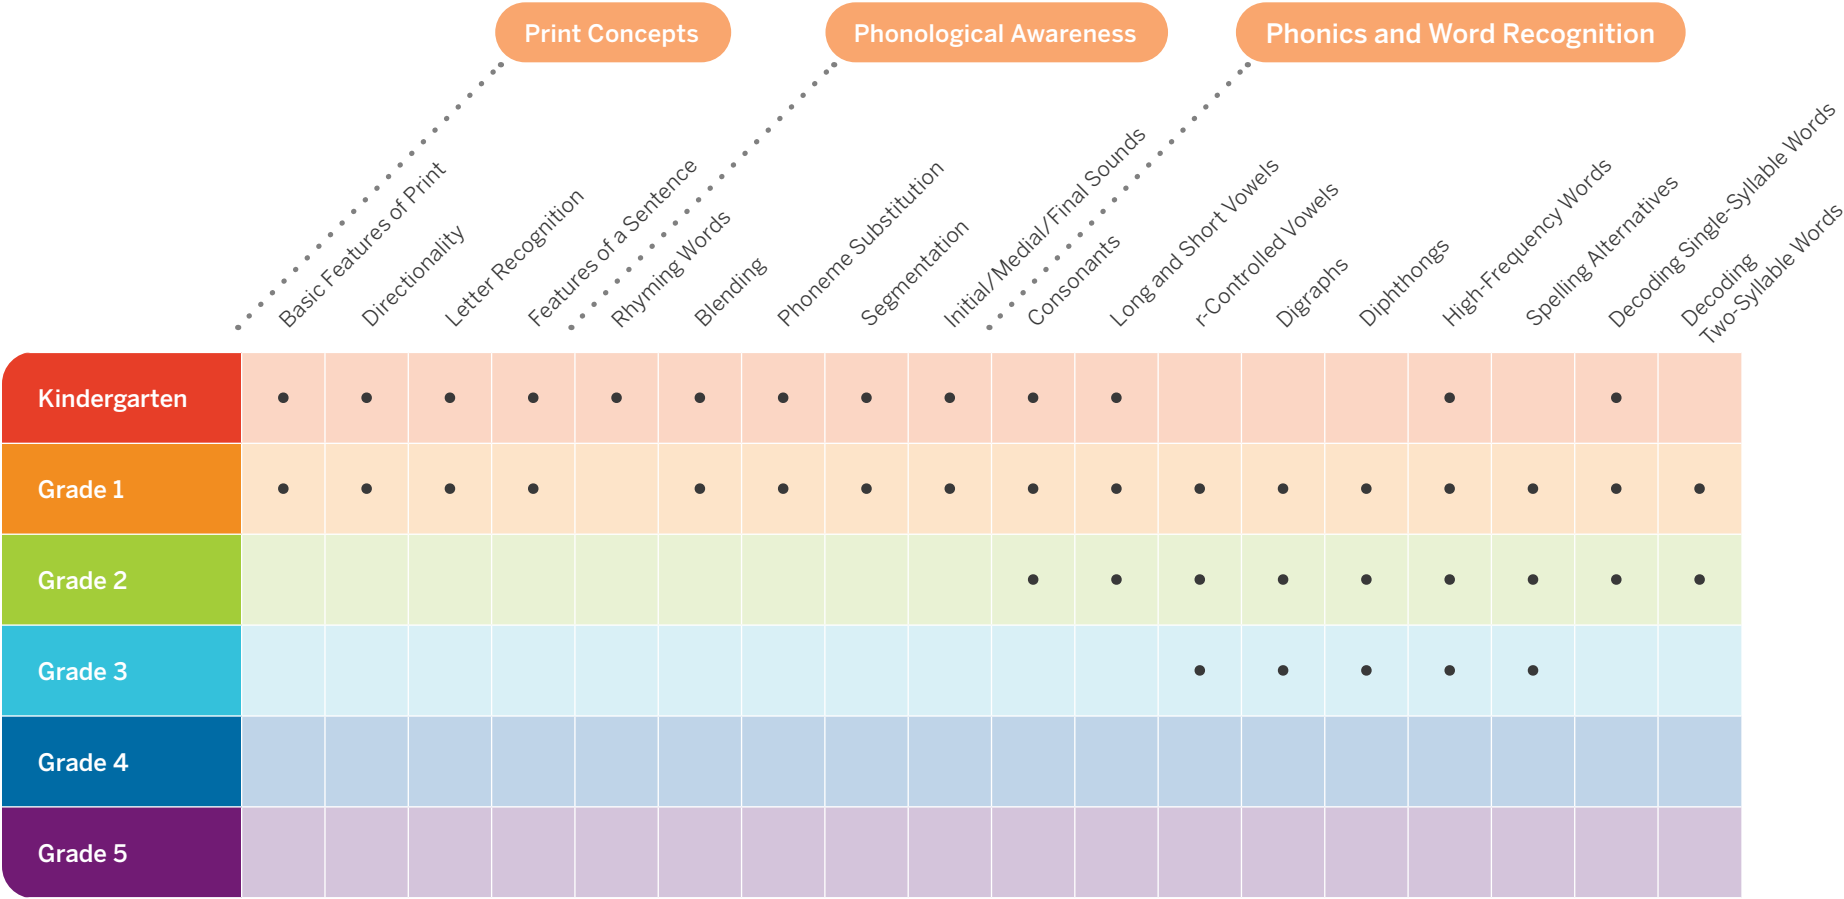 Print Concepts
Phonological Awareness
Phonics and Word Recognition
Basic Features of Print
Directionality
Letter Recognition
Features of a Sentence
Rhyming Words
Blending
Phoneme Substitution
Segmentation
Initial/Medial/Final Sounds
Consonants
Long and Short Vowels
r-Controlled Vowels
Digraphs
Diphthongs
High-Frequency Words
Spelling Alternatives
Decoding Single-Syllable Words
Decoding
Two-Syllable Words
Kindergarten
Grade 1
Grade 2
Grade 3
Grade 4
Grade 5